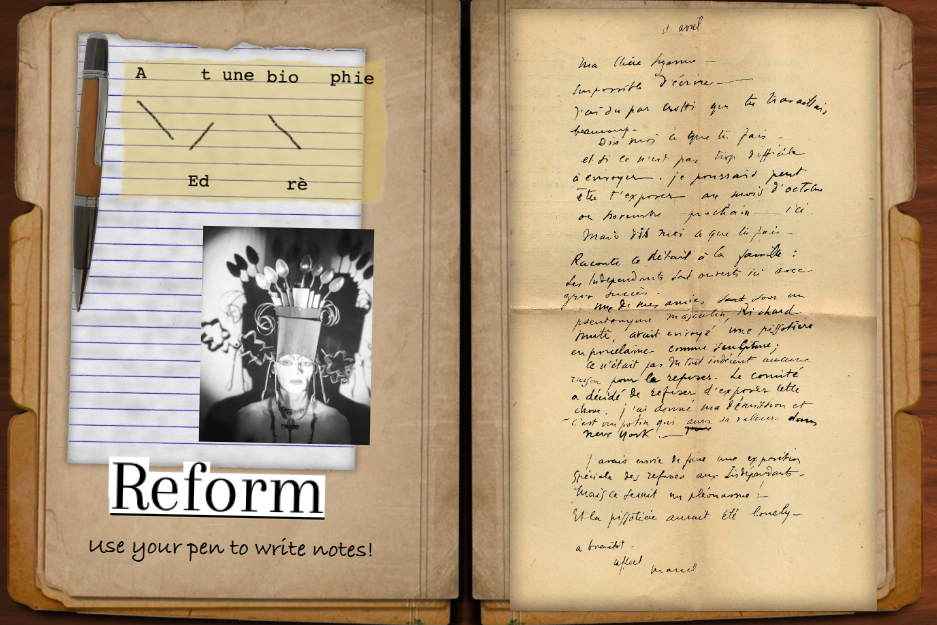 A t une bio phie
Ed rè
Reform
Use your pen to write notes!
11 avril
Ma chère Suzanne -
Impossible d'écrire -
J'ai su par Crotti que tu travaillais
beaucoup.
Dis moi ce que tu fais -
et si ce n'est pas trop difficile
à envoyer. je pourrais peut
être t'exposer au mois d'octobre
ou novembre prochain - ici.
Mais dis moi ce que tu fais -
Raconte ce détail à la famille :
Les Indépendants sont ouverts ici avec
gros succès.
Une de mes amies sous un
pseudonyme masculin, Richard
Mutt, avait envoyé une pissotière
en porcelaine comme sculpture;
ce n'était pas du tout indécent aucune
raison pour la refuser. Le comité
a décidé de refuser d'exposer cette
chose. j'ai donné ma démission et
c'est un potin qui aura sa valeur dans
New York -
J'avais envie de faire une exposition
spéciale des refusés aux Indépendants -
Mais ce serait un pléonasme -
Et la pissotière aurait été lonely -
à bientôt.
affect.
Marcel